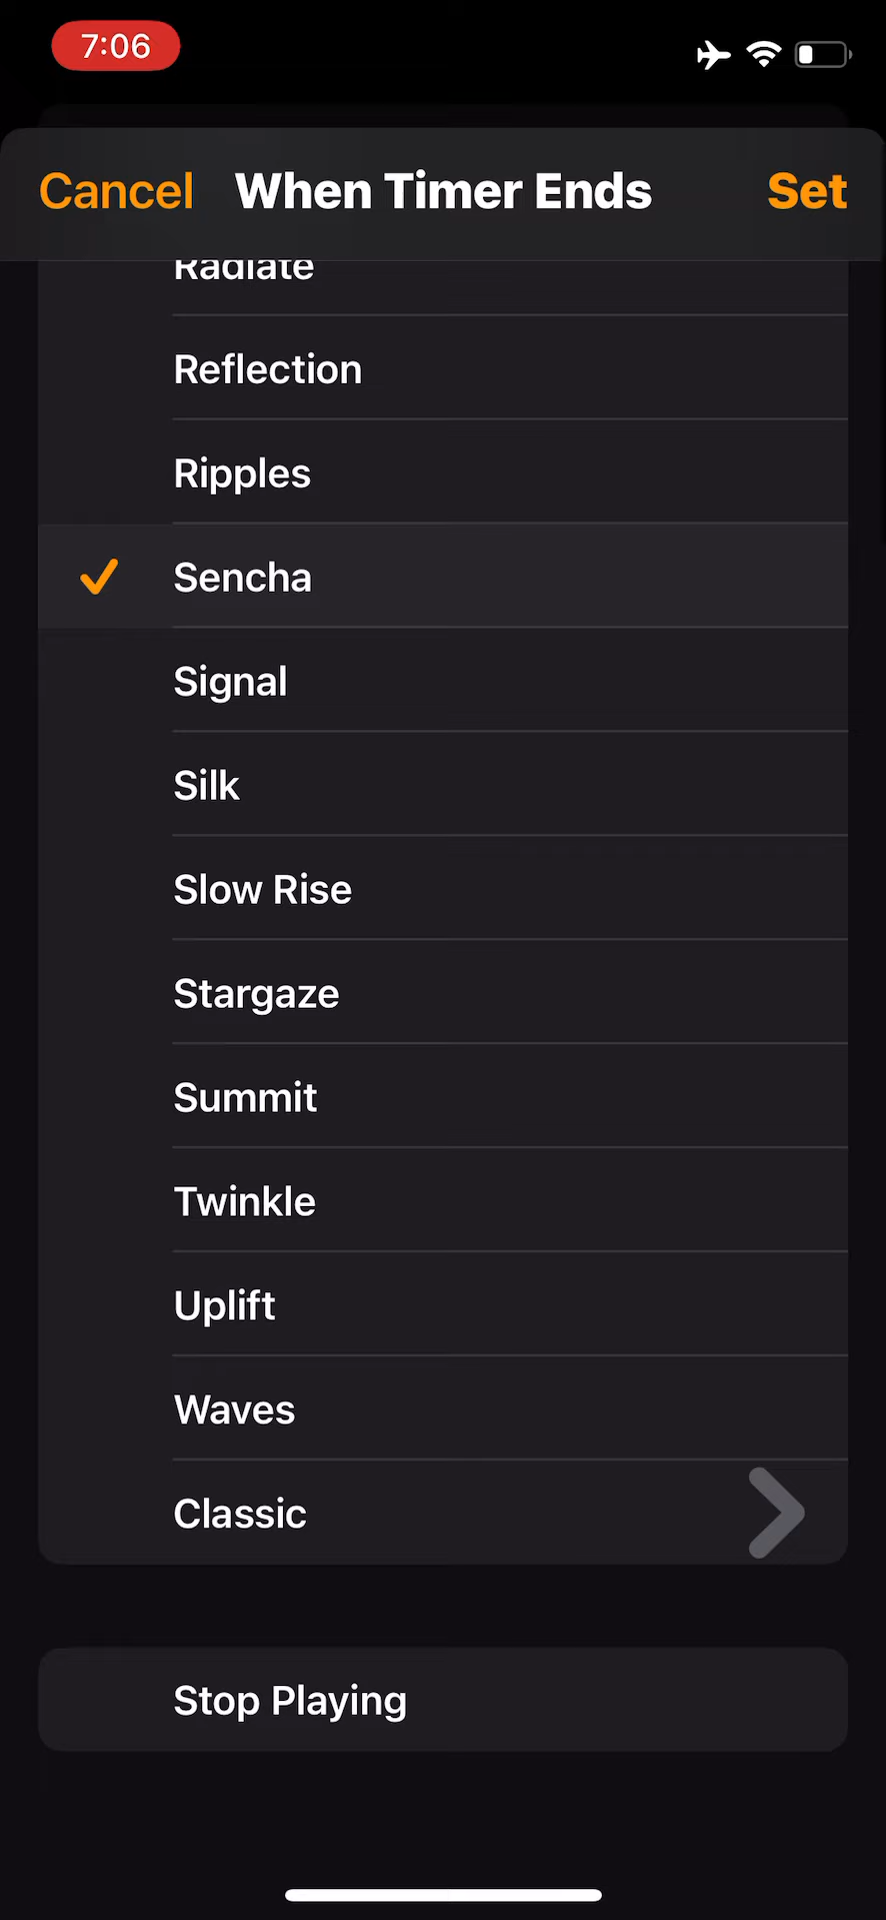 7:06
Cancel When Timer Ends Set
Radiate
Reflection
Ripples
Sencha
Signal
Silk
Slow Rise
Stargaze
Summit
Twinkle
Uplift
Waves
Classic
Stop Playing